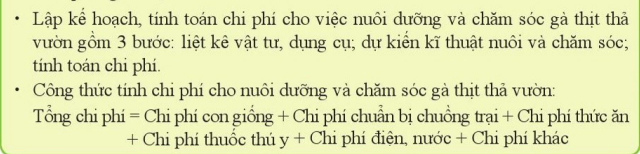 • Lập kế hoạch, tính toán chi phí cho việc nuôi dưỡng và chăm sóc gà thịt thả
vườn gồm 3 bước: liệt kê vật tư, dụng cụ; dự kiến kĩ thuật nuôi và chăm sóc;
tính toán chi phí.
• Công thức tính chi phí cho nuôi dưỡng và chăm sóc gà thịt thả vườn:
Tổng chi phí = Chi phí con giống + Chi phí chuẩn bị chuồng trại + Chi phí thức ăn
+ Chi phí thuốc thú y + Chi phí điện, nước + Chi phí khác